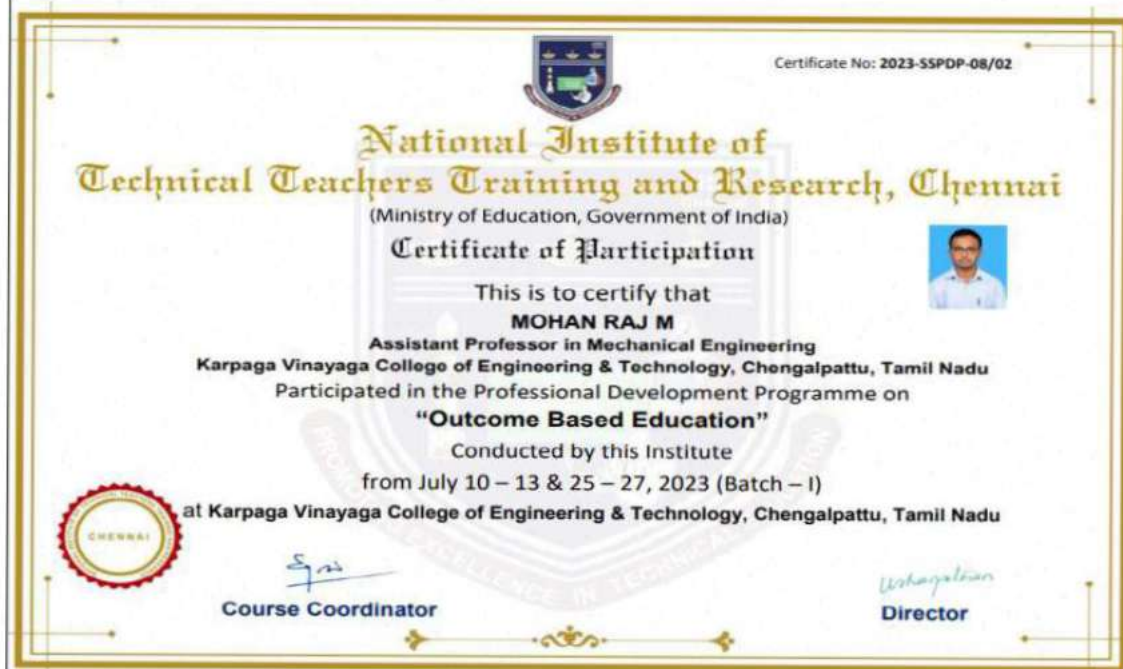 Certificate No: 2023-SSPDP-08/02
National Institute of
Technical Teachers Training and Research, Chennai
(Ministry of Education, Government of India)
Certificate of Participation
This is to certify that
MOHAN RAJ M
Assistant Professor in Mechanical Engineering
Karpaga Vinayaga College of Engineering & Technology, Chengalpattu, Tamil Nadu
Participated in the Professional Development Programme on
“Outcome Based Education”
Conducted by this Institute
from July 10 – 13 & 25 – 27, 2023 (Batch – I)
at Karpaga Vinayaga College of Engineering & Technology, Chengalpattu, Tamil Nadu
CHENNAI
Course Coordinator
Director